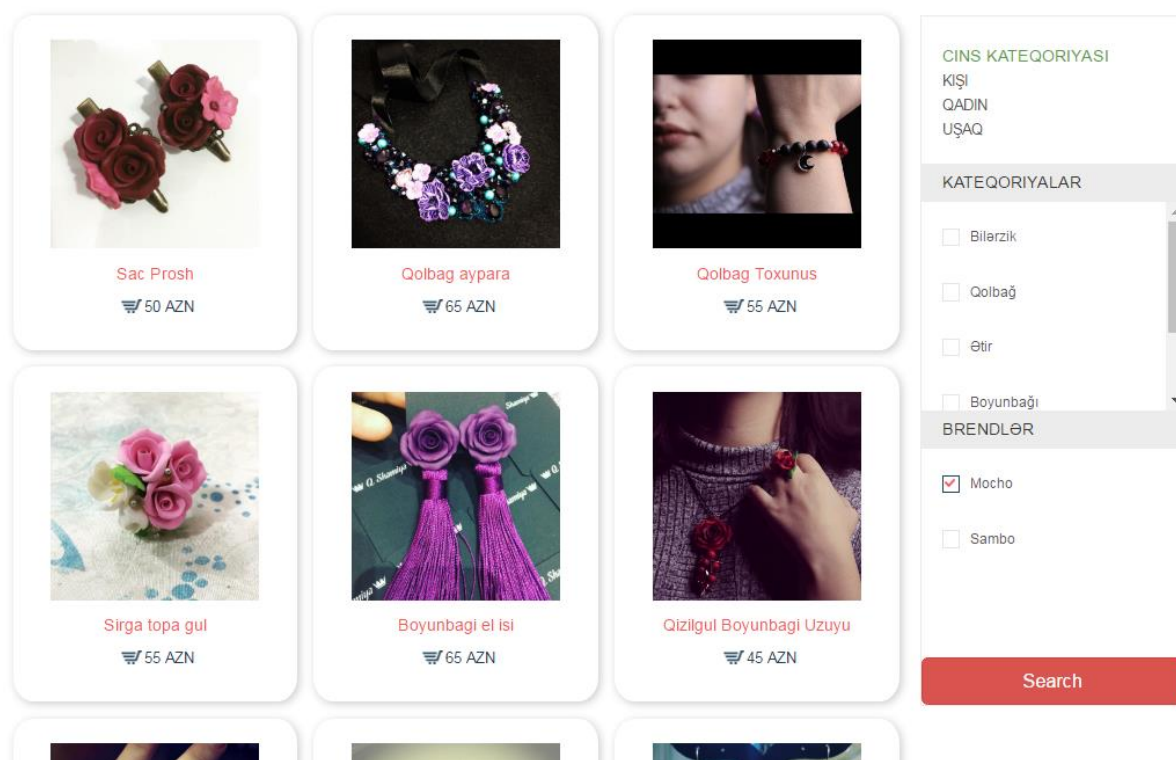 Sac Prosh
50 AZN
Qolbag aypara
65 AZN
Qolbag Toxunus
55 AZN
Sirga topa gul
55 AZN
Boyunbagi el isi
65 AZN
Qizilgul Boyunbagi Uzuyu
45 AZN
Q. Shamiya
Shamiya
CINS KATEQORIYASI
KIŞI
QADIN
UŞAQ
KATEQORIYALAR
Bilərzik
Qolbağ
Ətir
Boyunbağı
BRENDLƏR
Mocho
Sambo
Search